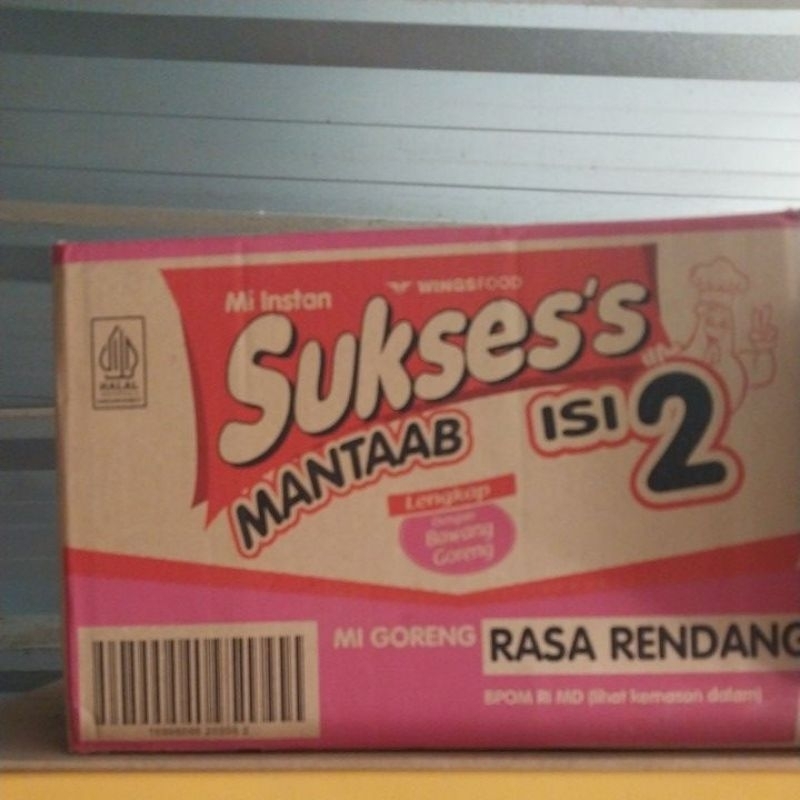 WINGSFOOD
Mi Instan
Sukses's
ISI 2
MANTAAB
HALAL
Lengkap
dengan
Bawang
Goreng
MI GORENG RASA RENDANG
BPOM RI MD (lihat kemasan dalam)